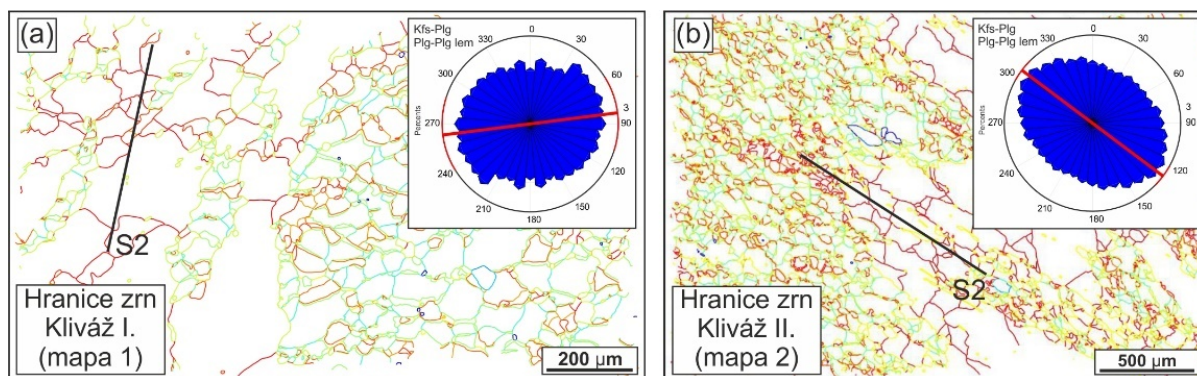 (a)
Kfs-Plg
Plg-Plg lem
0
30
60
3
90
120
150
180
210
240
270
300
330
Percents
S2
Hranice zrn
Kliváž I.
(mapa 1)
200 µm
(b)
Kfs-Plg
Plg-Plg lem
0
30
60
3
90
120
150
180
210
240
270
300
330
Percents
S2
Hranice zrn
Kliváž II.
(mapa 2)
500 µm